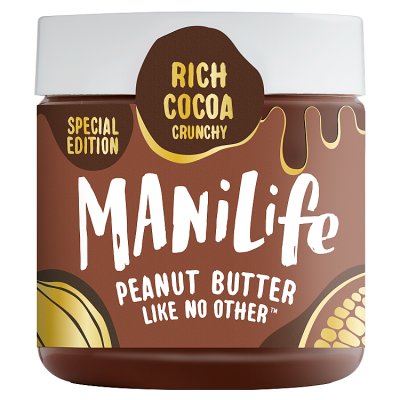 RICH
COCOA
CRUNCHY
SPECIAL
EDITION
MANiLife
PEANUT BUTTER
LIKE NO OTHER™